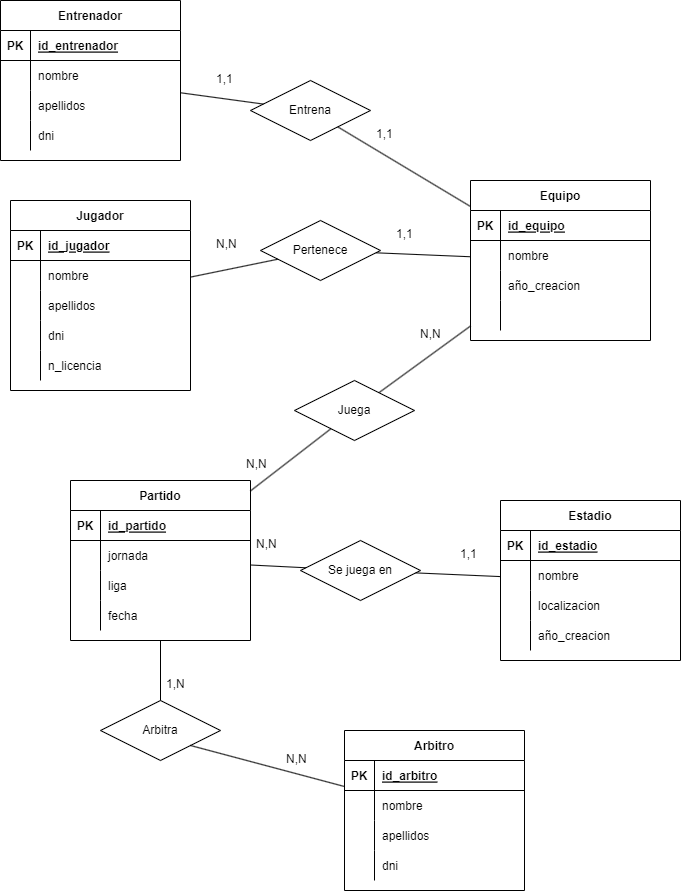 Entrenador
PK id_entrenador
nombre
apellidos
dni
1,1
Entrena
1,1
Equipo
PK id_equipo
nombre
año_creacion
Jugador
PK id_jugador
nombre
apellidos
dni
n_licencia
N,N
Pertenece
1,1
N,N
Juega
N,N
Partido
PK id_partido
jornada
liga
fecha
N,N
Se juega en
1,1
Estadio
PK id_estadio
nombre
localizacion
año_creacion
1,N
Arbitra
N,N
Arbitro
PK id_arbitro
nombre
apellidos
dni